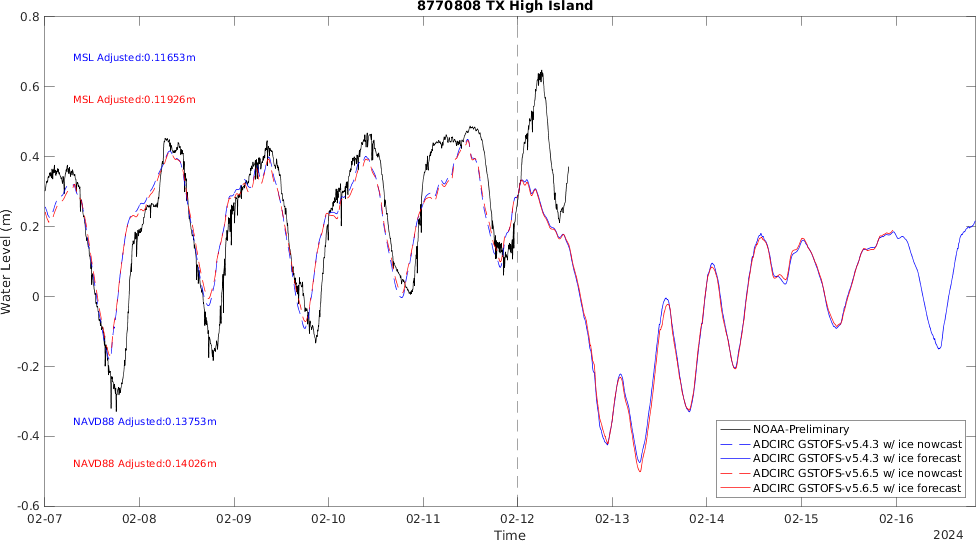 8770808 TX High Island
0.8
0.6
0.4
0.2
0
-0.2
-0.4
-0.6
Water Level (m)
MSL Adjusted:0.11653m
MSL Adjusted:0.11926m
NAVD88 Adjusted:0.13753m
NAVD88 Adjusted:0.14026m
NOAA-Preliminary
ADCIRC GSTOFS-v5.4.3 w/ ice nowcast
ADCIRC GSTOFS-v5.4.3 w/ ice forecast
ADCIRC GSTOFS-v5.6.5 w/ ice nowcast
ADCIRC GSTOFS-v5.6.5 w/ ice forecast
02-07 02-08 02-09 02-10 02-11 02-12 02-13 02-14 02-15 02-16
Time
2024